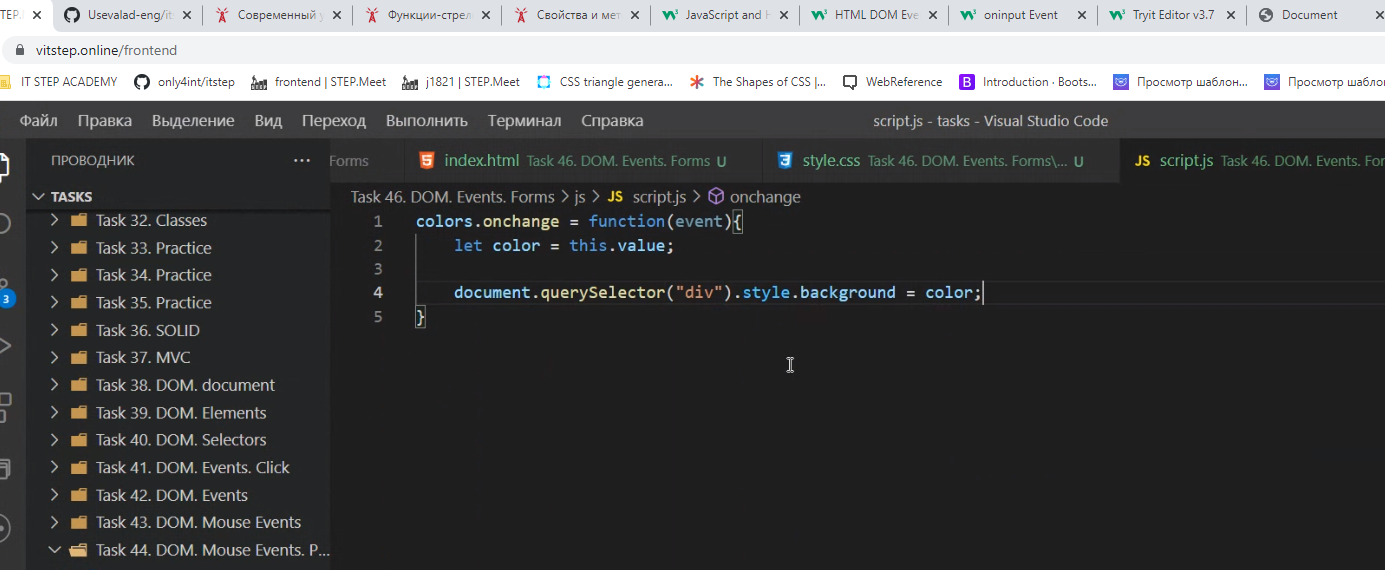 TEP.
Usevalad-eng/it
Современный у
Функции-стрел
Свойства и мет
JavaScript and H
HTML DOM Eve
oninput Event
Tryit Editor v3.7
Document
vitstep.online/frontend
IT STEP ACADEMY
only4int/itstep
frontend | STEP.Meet
j1821 | STEP.Meet
CSS triangle genera...
The Shapes of CSS |...
WebReference
B Introduction · Boots...
Просмотр шаблон...
Просмотр шабло
Файл Правка Выделение Вид Переход Выполнить Терминал Справка
script.js - tasks - Visual Studio Code
ПРОВОДНИК ...
Forms
5 index.html Task 46. DOM. Events. Forms U
3 style.css Task 46. DOM. Events. Forms\... U
JS script.js Task 46. DOM. Events. For
TASKS
Task 46. DOM. Events. Forms > js > JS script.js > onchange
Task 32. Classes
Task 33. Practice
Task 34. Practice
Task 35. Practice
Task 36. SOLID
Task 37. MVC
Task 38. DOM. document
Task 39. DOM. Elements
Task 40. DOM. Selectors
Task 41. DOM. Events. Click
Task 42. DOM. Events
Task 43. DOM. Mouse Events
Task 44. DOM. Mouse Events. P...
3
1 colors.onchange = function(event){
2 let color = this.value;
3
4 document.querySelector("div").style.background = color;
5 }